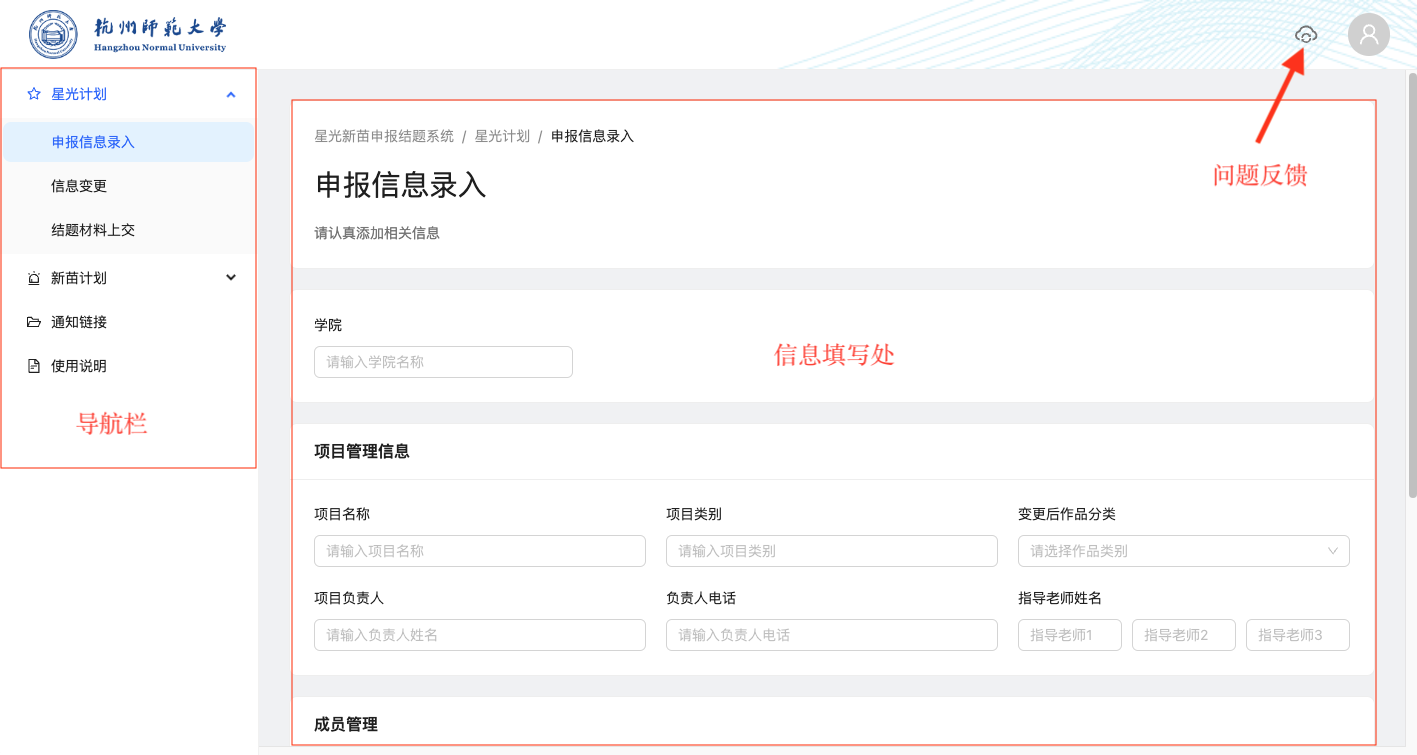 杭州師範大學
Hangzhou Normal University
星光计划
申报信息录入
信息变更
结题材料上交
新苗计划
通知链接
使用说明
导航栏
问题反馈
星光新苗申报结题系统 / 星光计划 / 申报信息录入
申报信息录入
请认真添加相关信息
学院
请输入学院名称
信息填写处
项目管理信息
项目名称 项目类别 变更后作品分类
请输入项目名称 请输入项目类别 请选择作品类别
项目负责人 负责人电话 指导老师姓名
请输入负责人姓名 请输入负责人电话 指导老师1 指导老师2 指导老师3
成员管理